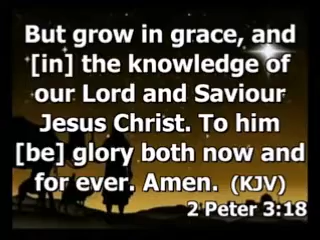 But grow in grace, and
[in] the knowledge of
our Lord and Saviour
Jesus Christ. To him
[be] glory both now and
for ever. Amen. (KJV)
2 Peter 3:18